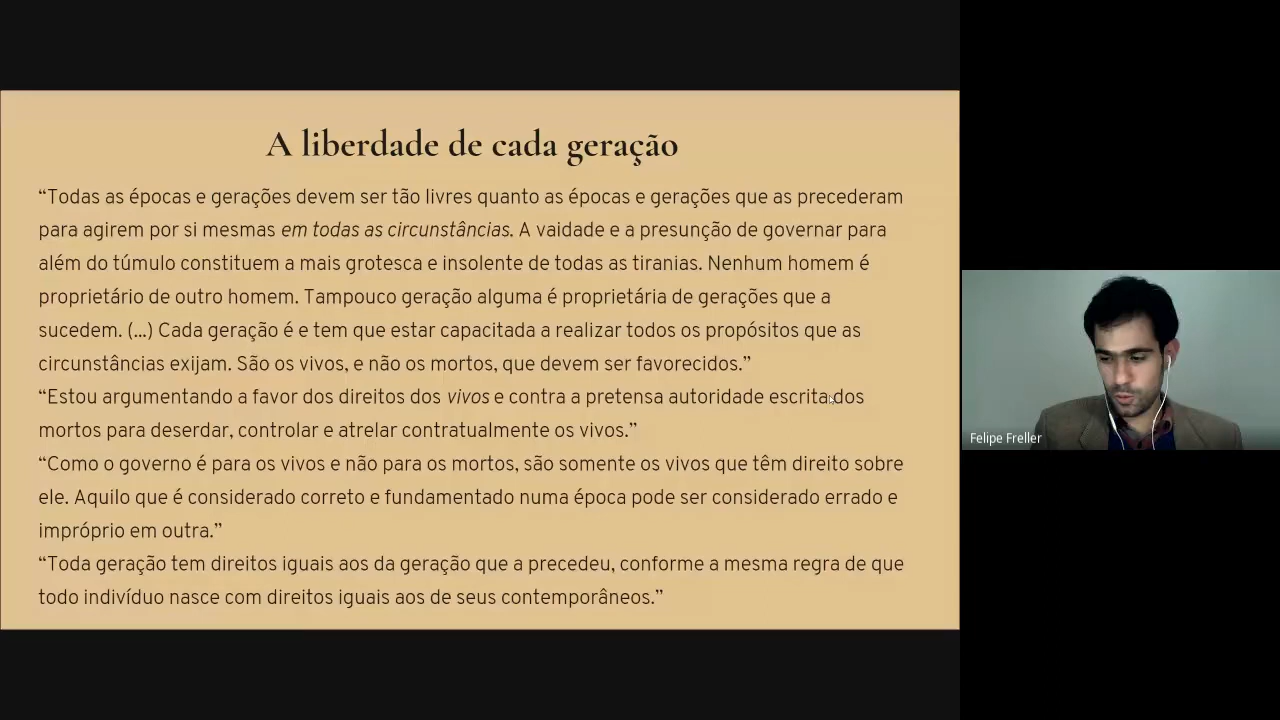 A liberdade de cada geração
“Todas as épocas e gerações devem ser tão livres quanto as épocas e gerações que as precederam
para agirem por si mesmas em todas as circunstâncias. A vaidade e a presunção de governar para
além do túmulo constituem a mais grotesca e insolente de todas as tiranias. Nenhum homem é
proprietário de outro homem. Tampouco geração alguma é proprietária de gerações que a
sucedem. (...) Cada geração é e tem que estar capacitada a realizar todos os propósitos que as
circunstâncias exijam. São os vivos, e não os mortos, que devem ser favorecidos.”
“Estou argumentando a favor dos direitos dos vivos e contra a pretensa autoridade escrita dos
mortos para deserdar, controlar e atrelar contratualmente os vivos.”
“Como o governo é para os vivos e não para os mortos, são somente os vivos que têm direito sobre
ele. Aquilo que é considerado correto e fundamentado numa época pode ser considerado errado e
impróprio em outra.”
“Toda geração tem direitos iguais aos da geração que a precedeu, conforme a mesma regra de que
todo indivíduo nasce com direitos iguais aos de seus contemporâneos.”
Felipe Freller